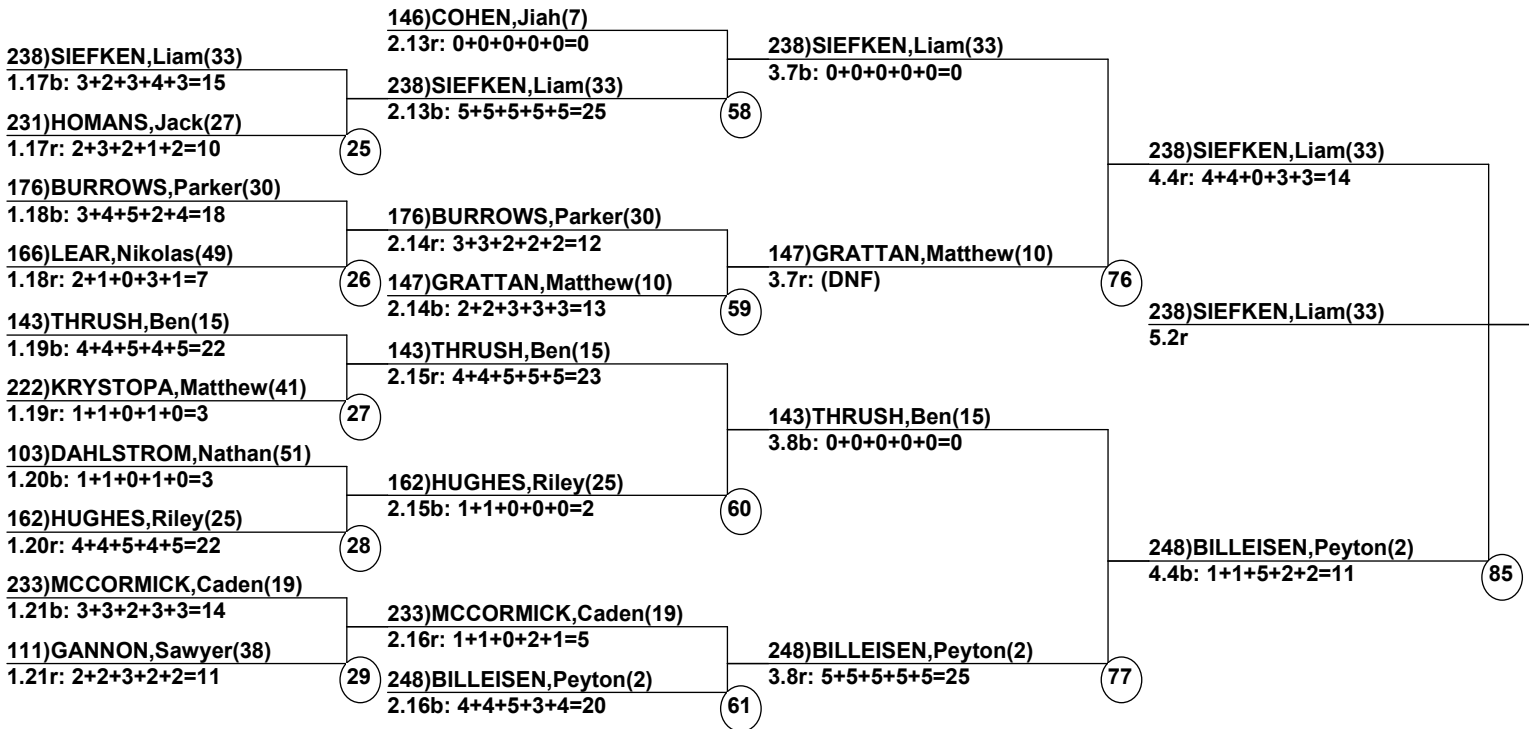 238)SIEFKEN,Liam(33)
1.17b: 3+2+3+4+3=15
231)HOMANS,Jack(27)
1.17r: 2+3+2+1+2=10
25
176)BURROWS,Parker(30)
1.18b: 3+4+5+2+4=18
166)LEAR,Nikolas(49)
1.18r: 2+1+0+3+1=7
26
143)THRUSH,Ben(15)
1.19b: 4+4+5+4+5=22
222)KRYSTOPA,Matthew(41)
1.19r: 1+1+0+1+0=3
27
103)DAHLSTROM,Nathan(51)
1.20b: 1+1+0+1+0=3
162)HUGHES,Riley(25)
1.20r: 4+4+5+4+5=22
28
233)MCCORMICK,Caden(19)
1.21b: 3+3+2+3+3=14
111)GANNON,Sawyer(38)
1.21r: 2+2+3+2+2=11
29
146)COHEN,Jiah(7)
2.13r: 0+0+0+0+0=0
238)SIEFKEN,Liam(33)
2.13b: 5+5+5+5+5=25
58
176)BURROWS,Parker(30)
2.14r: 3+3+2+2+2=12
147)GRATTAN,Matthew(10)
2.14b: 2+2+3+3+3=13
59
143)THRUSH,Ben(15)
2.15r: 4+4+5+5+5=23
162)HUGHES,Riley(25)
2.15b: 1+1+0+0+0=2
60
233)MCCORMICK,Caden(19)
2.16r: 1+1+0+2+1=5
248)BILLEISEN,Peyton(2)
2.16b: 4+4+5+3+4=20
61
238)SIEFKEN,Liam(33)
3.7b: 0+0+0+0+0=0
147)GRATTAN,Matthew(10)
3.7r: (DNF)
76
143)THRUSH,Ben(15)
3.8b: 0+0+0+0+0=0
248)BILLEISEN,Peyton(2)
3.8r: 5+5+5+5+5=25
77
238)SIEFKEN,Liam(33)
4.4r: 4+4+0+3+3=14
238)SIEFKEN,Liam(33)
5.2r
248)BILLEISEN,Peyton(2)
4.4b: 1+1+5+2+2=11
85